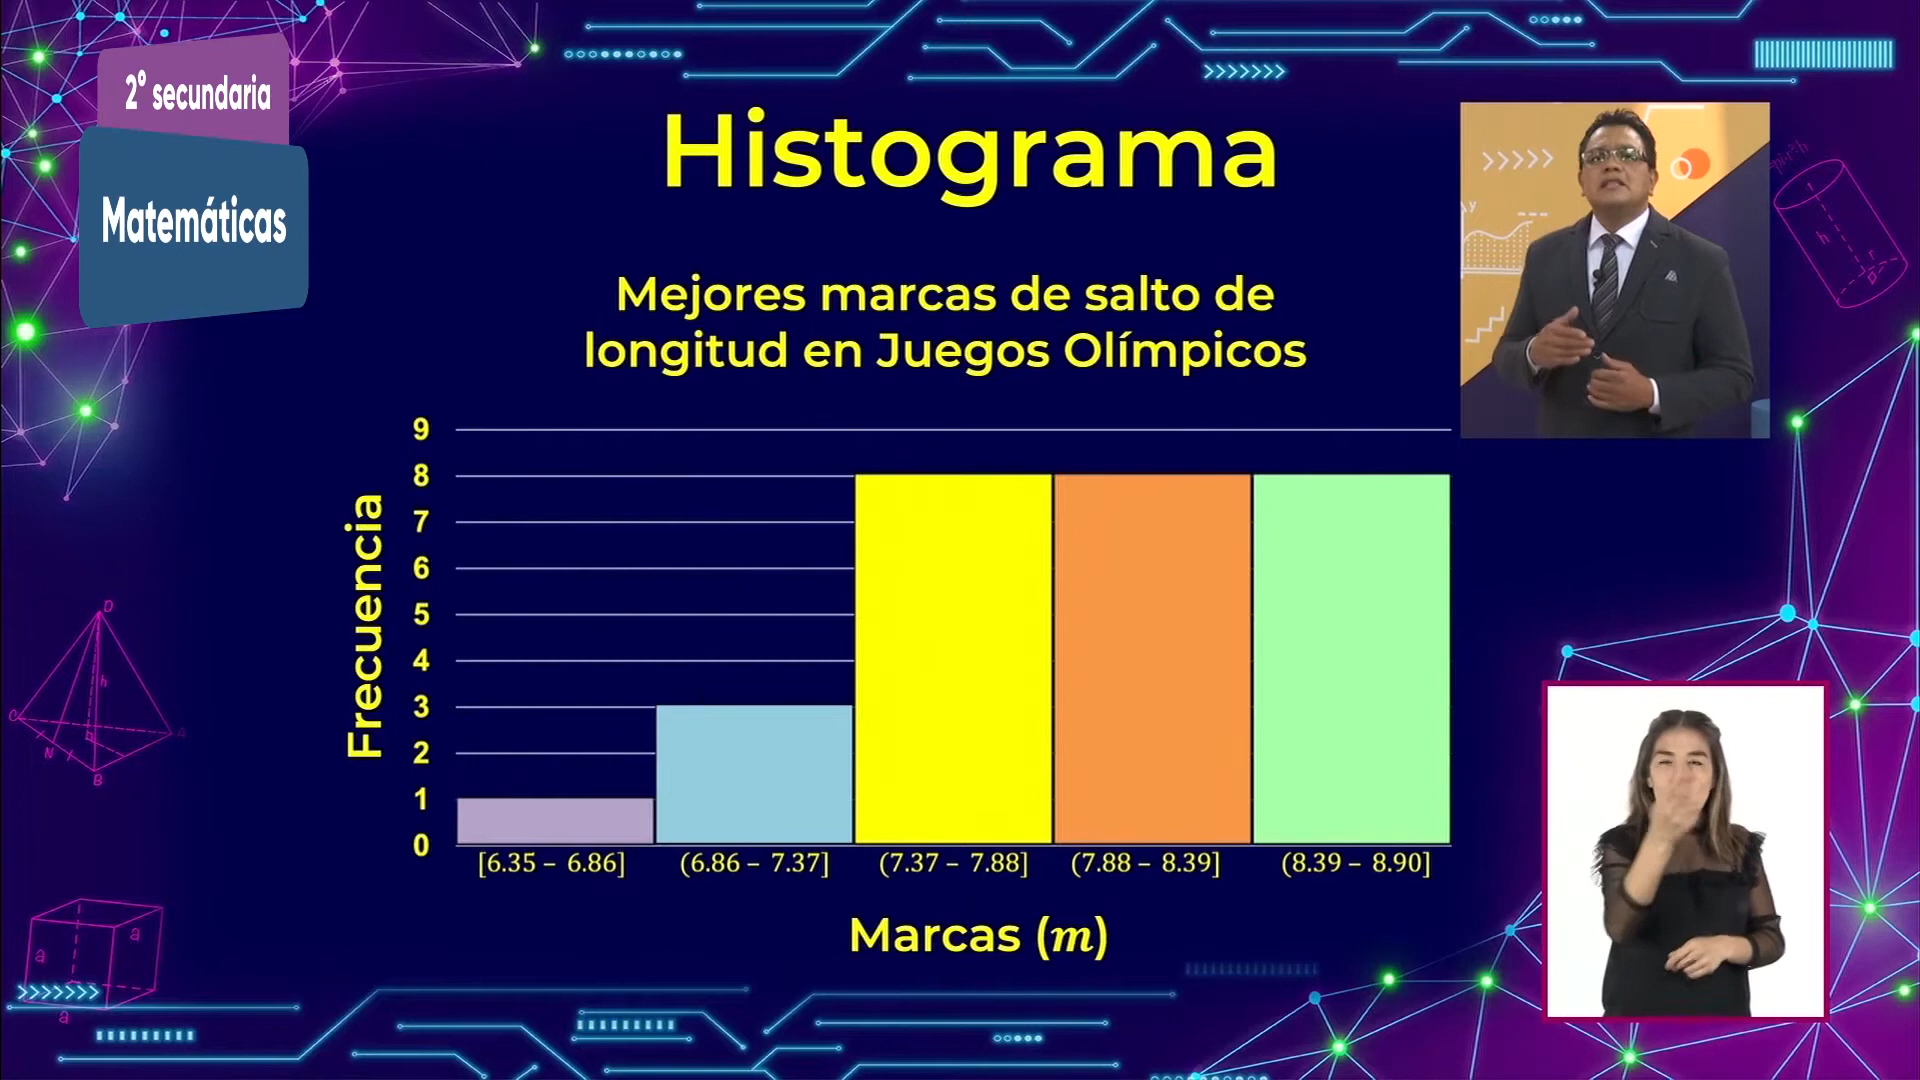 2° secundaria
Matemáticas
Histograma
Mejores marcas de salto de
longitud en Juegos Olímpicos
Frecuencia
9
8
7
6
5
4
3
2
1
0
[6.35 – 6.86]
(6.86 – 7.37]
(7.37 – 7.88]
(7.88 – 8.39]
(8.39 – 8.90]
Marcas (m)
D
h
C
A
N
b
B
a
a
a
h
r
y